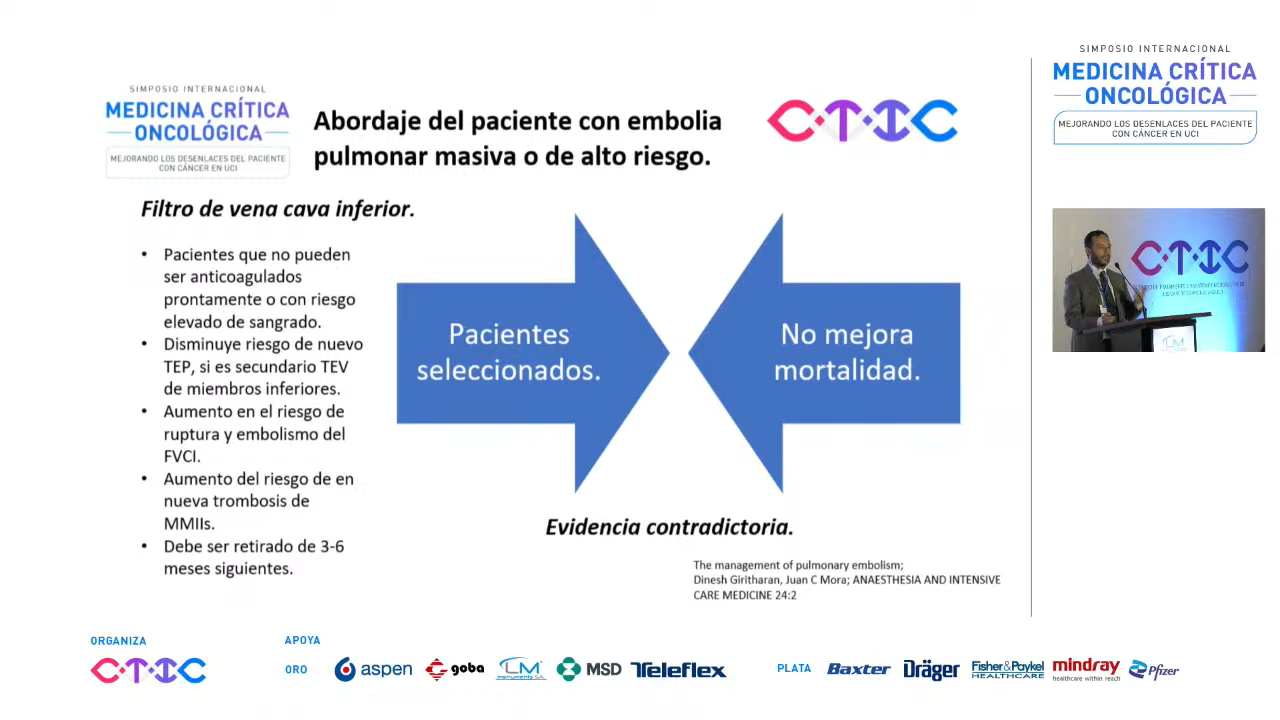 SIMPOSIO INTERNACIONAL
MEDICINA CRÍTICA
ONCOLÓGICA
MEJORANDO LOS DESENLACES DEL PACIENTE
CON CÁNCER EN UCI
Abordaje del paciente con embolia
pulmonar masiva o de alto riesgo.
CTIC
Filtro de vena cava inferior.
• Pacientes que no pueden
ser anticoagulados
prontamente o con riesgo
elevado de sangrado.
• Disminuye riesgo de nuevo
TEP, si es secundario TEV
de miembros inferiores.
• Aumento en el riesgo de
ruptura y embolismo del
FVCI.
• Aumento del riesgo de en
nueva trombosis de
MMIIs.
• Debe ser retirado de 3-6
meses siguientes.
Pacientes
seleccionados.
No mejora
mortalidad.
Evidencia contradictoria.
The management of pulmonary embolism;
Dinesh Giritharan, Juan C Mora; ANAESTHESIA AND INTENSIVE
CARE MEDICINE 24:2
SIMPOSIO INTERNACIONAL
MEDICINA CRÍTICA
ONCOLÓGICA
MEJORANDO LOS DESENLACES DEL PACIENTE
CON CÁNCER EN UCI
CTIC
LM
ORGANIZA
CTIC
APOYA
ORO
aspen
goba
LM
Instruments S.A.
MSD
Teleflex
PLATA
Baxter
Dräger
Fisher & Paykel
HEALTHCARE
mindray
healthcare within reach
Pfizer